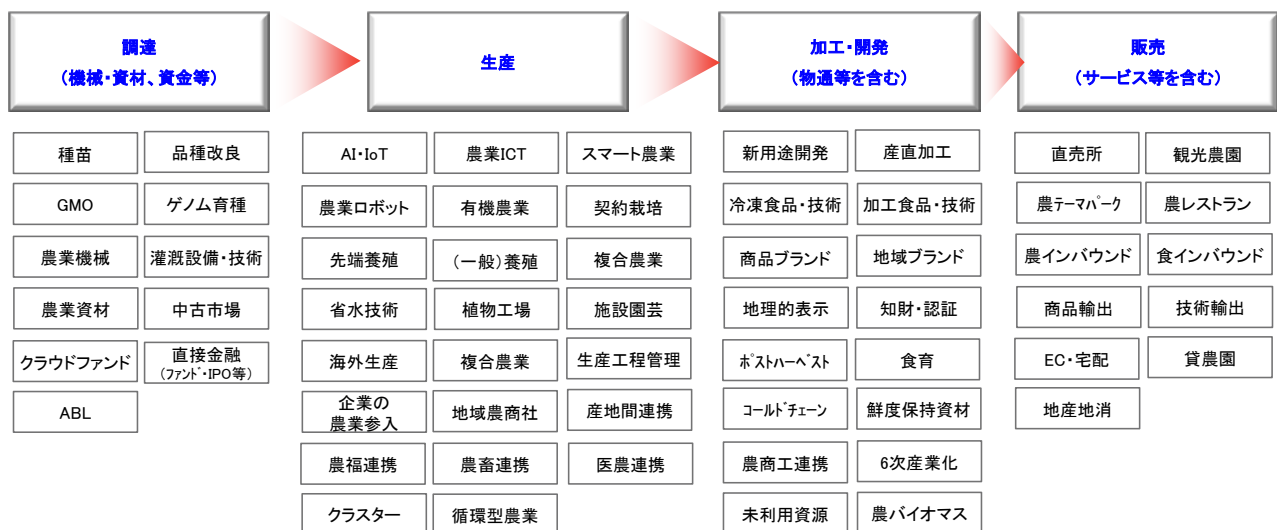 調達
(機械・資材、資金等)
生産
加工・開発
(物通等を含む)
販売
(サービス等を含む)
種苗
品種改良
GMO
ゲノム育種
農業機械
灌漑設備・技術
農業資材
中古市場
クラウドファンド
直接金融
(ファンド・IPO等)
ABL
AI・IoT
農業ICT
スマート農業
農業ロボット
有機農業
契約栽培
先端養殖
(一般)養殖
複合農業
省水技術
植物工場
施設園芸
海外生産
複合農業
生産工程管理
企業の
農業参入
地域農商社
産地間連携
農福連携
農畜連携
医農連携
クラスター
循環型農業
新用途開発
産直加工
冷凍食品・技術
加工食品・技術
商品ブランド
地域ブランド
地理的表示
知財・認証
ポストハーベスト
食育
コールドチェーン
鮮度保持資材
農商工連携
6次産業化
未利用資源
農バイオマス
直売所
観光農園
農テーマパーク
農レストラン
農インバウンド
食インバウンド
商品輸出
技術輸出
EC・宅配
貸農園
地産地消